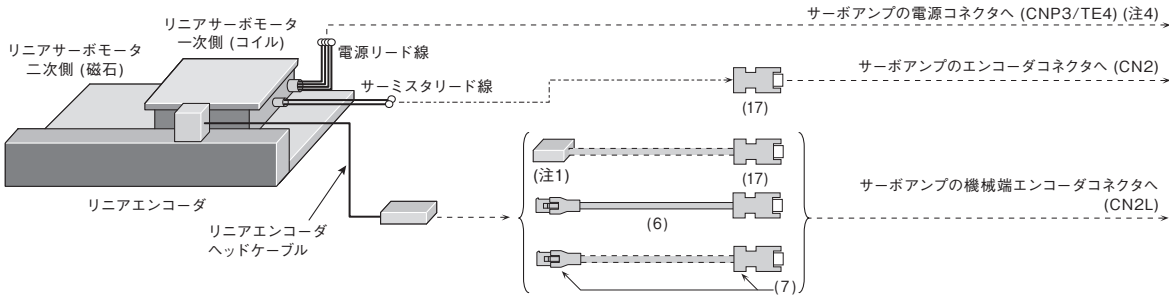 サーボアンプの電源コネクタへ (CNP3/TE4) (注4)
リニアサーボモータ
一次側 (コイル)
リニアサーボモータ
二次側 (磁石)
電源リード線
サーボアンプのエンコーダコネクタへ (CN2)
サーミスタリード線
(17)
(注1)
(17)
サーボアンプの機械端エンコーダコネクタへ
(CN2L)
リニアエンコーダ
(6)
リニアエンコーダ
ヘッドケーブル
(7)